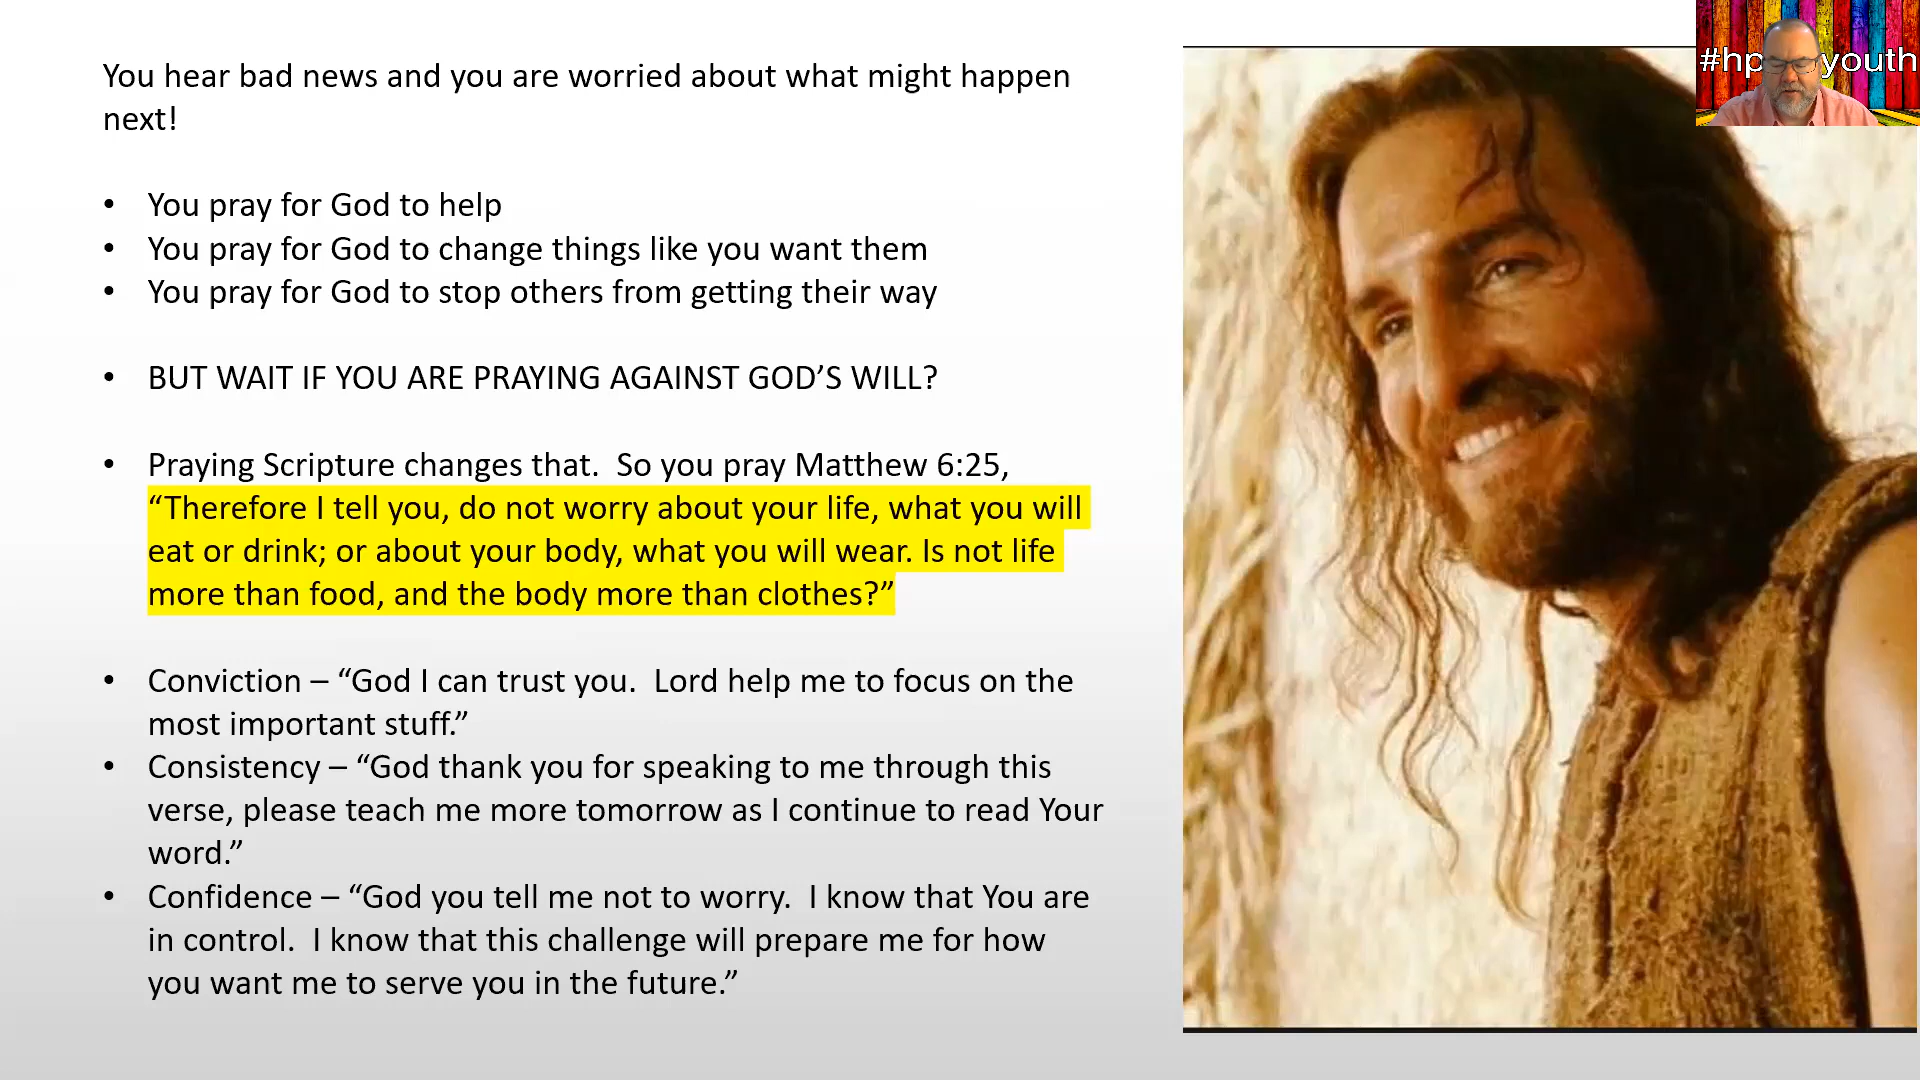 You hear bad news and you are worried about what might happen
next!
• You pray for God to help
• You pray for God to change things like you want them
• You pray for God to stop others from getting their way
• BUT WAIT IF YOU ARE PRAYING AGAINST GOD’S WILL?
• Praying Scripture changes that.  So you pray Matthew 6:25,
“Therefore I tell you, do not worry about your life, what you will
eat or drink; or about your body, what you will wear. Is not life
more than food, and the body more than clothes?”
• Conviction – “God I can trust you.  Lord help me to focus on the
most important stuff.”
• Consistency – “God thank you for speaking to me through this
verse, please teach me more tomorrow as I continue to read Your
word.”
• Confidence – “God you tell me not to worry.  I know that You are
in control.  I know that this challenge will prepare me for how
you want me to serve you in the future.”
youth